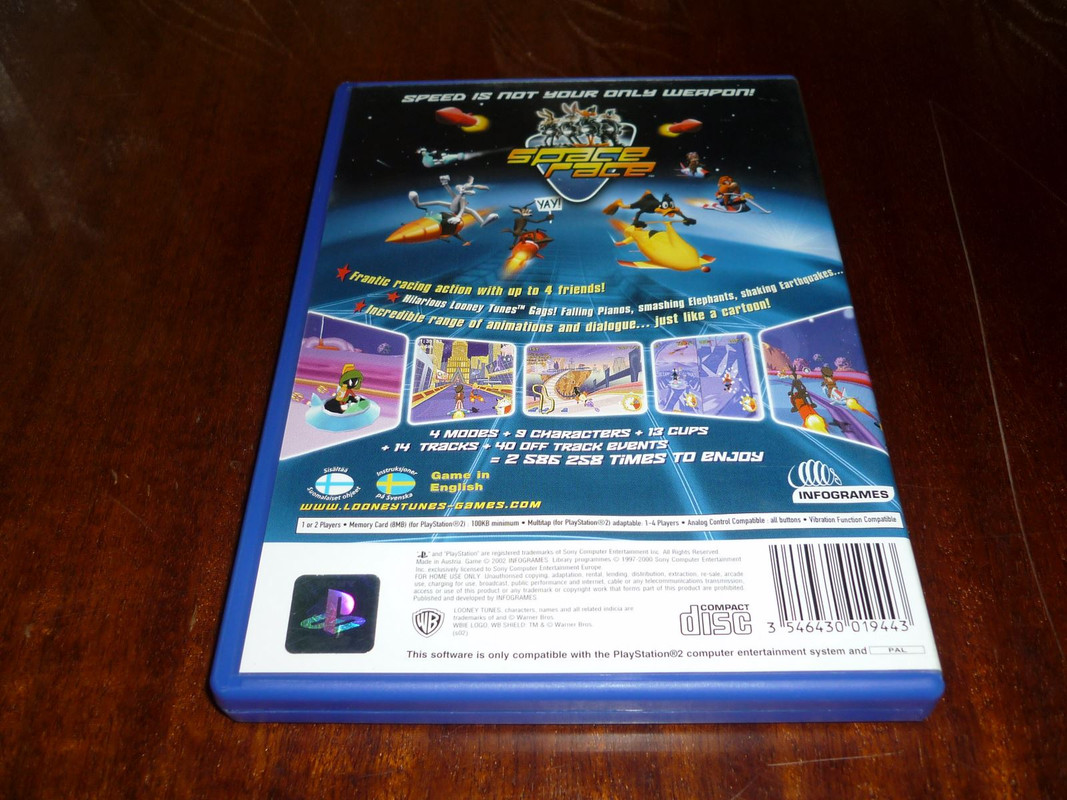 SPEED IS NOT YOUR ONLY WEAPON!
space
race
YAY!
Frantic racing action with up to 4 friends!
Hilarious Looney Tunes™ Gags! Falling Pianos, smashing Elephants, shaking Earthquakes...
Incredible range of animations and dialogue... just like a cartoon!
4 MODES + 9 CHARACTERS + 13 CUPS
+ 14 TRACKS + 40 OFF TRACK EVENTS
= 2 586 258 TIMES TO ENJOY
Sisältää
Suomalaiset ohjeet
Instruksjoner
på Svenska
Game in
English
INFOGRAMES
WWW.LOONEYTUNES-GAMES.COM
1 or 2 Players • Memory Card (8MB) (for PlayStation®2) : 100KB minimum • Multitap (for PlayStation®2) adaptable: 1-4 Players • Analog Control Compatible : all buttons • Vibration Function Compatible
" and "PlayStation" are registered trademarks of Sony Computer Entertainment Inc. All Rights Reserved.
Made in Austria. Game © 2002 INFOGRAMES. Library programmes © 1997-2000 Sony Computer Entertainment
Inc. exclusively licensed to Sony Computer Entertainment Europe.
FOR HOME USE ONLY. Unauthorised copying, adaptation, rental, lending, distribution, extraction, re-sale, arcade
use, charging for use, broadcast, public performance and internet, cable or any telecommunications transmission,
access or use of this product or any trademark or copyright work that forms part of this product are prohibited.
Published and developed by INFOGRAMES.
WB
LOONEY TUNES, characters, names and all related indicia are
trademarks of and © Warner Bros.
WBIE LOGO, WB SHIELD: TM & © Warner Bros.
(s02)
COMPACT
disc
3 546430 019443
This software is only compatible with the PlayStation®2 computer entertainment system and PAL